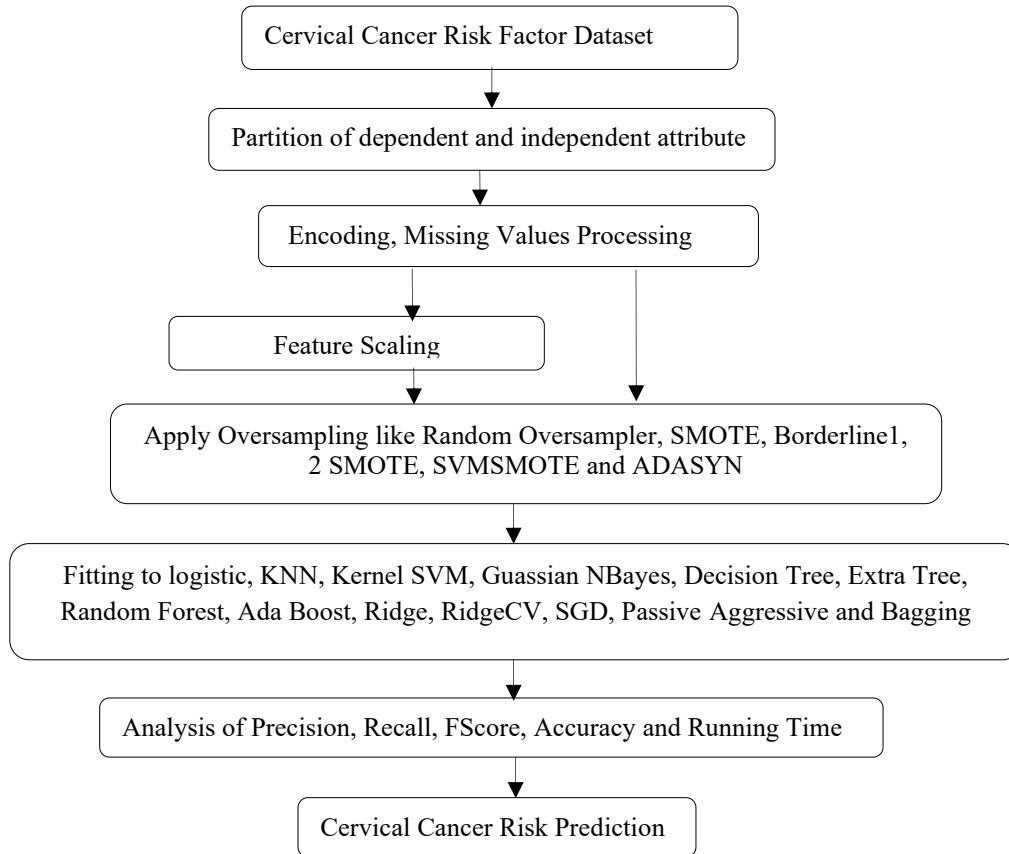 Cervical Cancer Risk Factor Dataset
Partition of dependent and independent attribute
Encoding, Missing Values Processing
Feature Scaling
Apply Oversampling like Random Oversampler, SMOTE, Borderline1,
2 SMOTE, SVMSMOTE and ADASYN
Fitting to logistic, KNN, Kernel SVM, Guassian NBayes, Decision Tree, Extra Tree,
Random Forest, Ada Boost, Ridge, RidgeCV, SGD, Passive Aggressive and Bagging
Analysis of Precision, Recall, FScore, Accuracy and Running Time
Cervical Cancer Risk Prediction